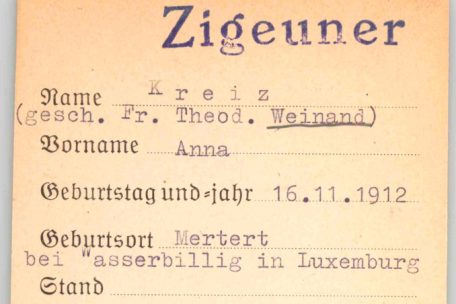 Zigeuner
Name Kreiz
(gesch. Fr. Theod. Weinand)
Vorname Anna
Geburtstag und =jahr 16.11.1912
Geburtsort Mertert
bei Wasserbillig in Luxemburg
Stand